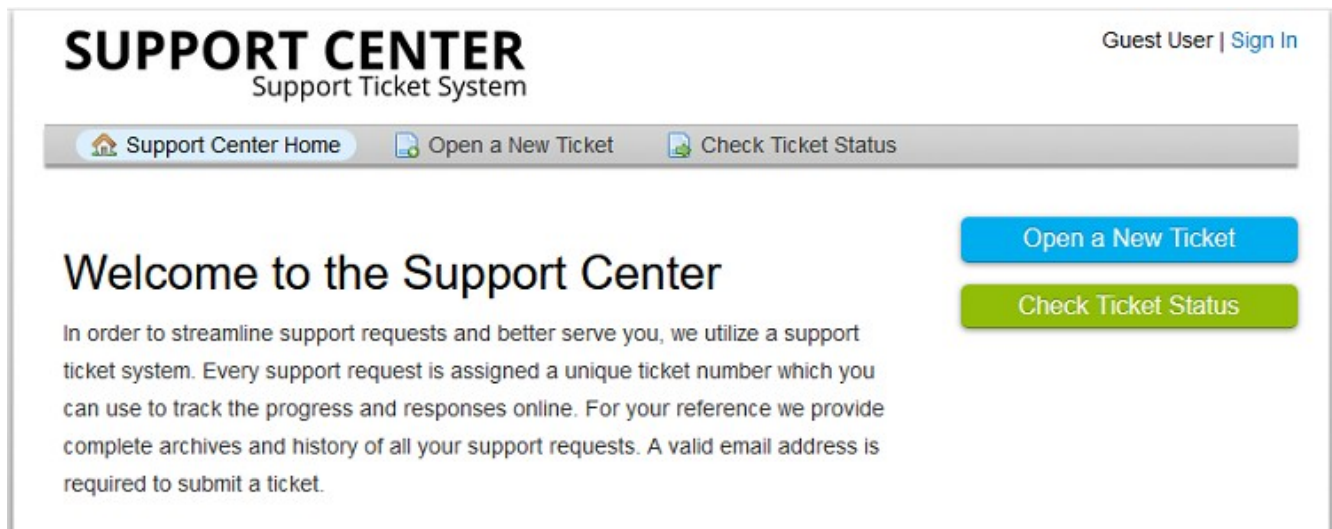 SUPPORT CENTER
Support Ticket System
Guest User | Sign In
Support Center Home
Open a New Ticket
Check Ticket Status
Open a New Ticket
Check Ticket Status
Welcome to the Support Center
In order to streamline support requests and better serve you, we utilize a support
ticket system. Every support request is assigned a unique ticket number which you
can use to track the progress and responses online. For your reference we provide
complete archives and history of all your support requests. A valid email address is
required to submit a ticket.